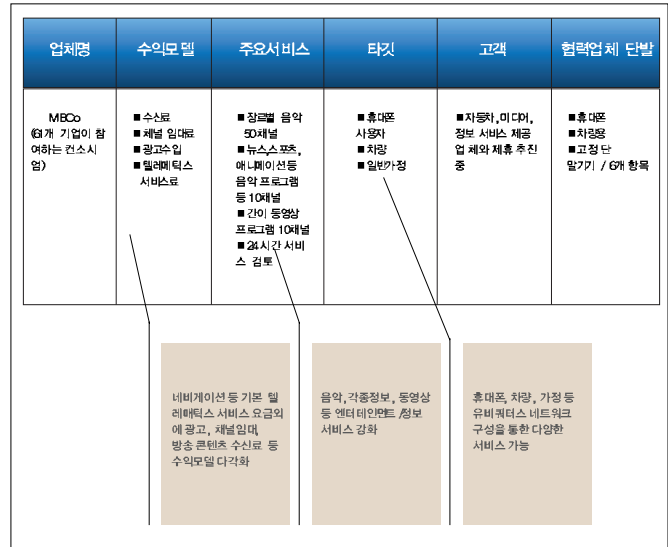 업체명
수익모델
주요서비스
타깃
고객
협력업체 단말
MBCo
(61개 기업이 참
여하는 컨소시
엄)
■ 수신료
■ 채널 임대료
■ 광고수입
■ 텔레메틱스
서비스료
■ 장르별 음악
50채널
■ 뉴스,스포츠,
애니메이션등
음악 프로그램
등 10채널
■ 간이 동영상
프로그램 10채널
■ 24시간 서비
스 검토
■ 휴대폰
사용자
■ 차량
■ 일반가정
■ 자동차,미디어,
정보 서비스 제공
업 체와 제휴 추진
중
■ 휴대폰
■ 차량용
■ 고정 단
말기기 / 6개 항목
네비게이션 등 기본 텔
레매틱스 서비스 요금외
에 광고, 채널임대,
방송 콘텐츠 수신료 등
수익모델 다각화
음악,각종정보, 동영상
등 엔터테인먼트/정보
서비스 강화
휴대폰, 차량, 가정 등
유비쿼터스 네트워크
구성을 통한 다양한
서비스 가능